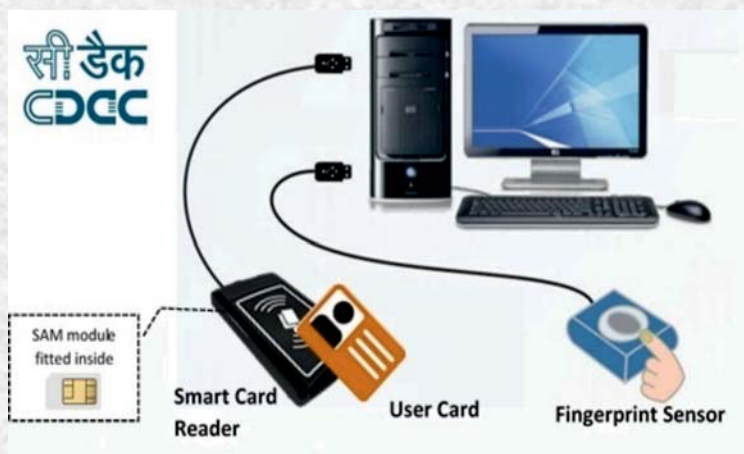 सी डैक
CDAC
SAM module
fitted inside
Smart Card
Reader
User Card
Fingerprint Sensor